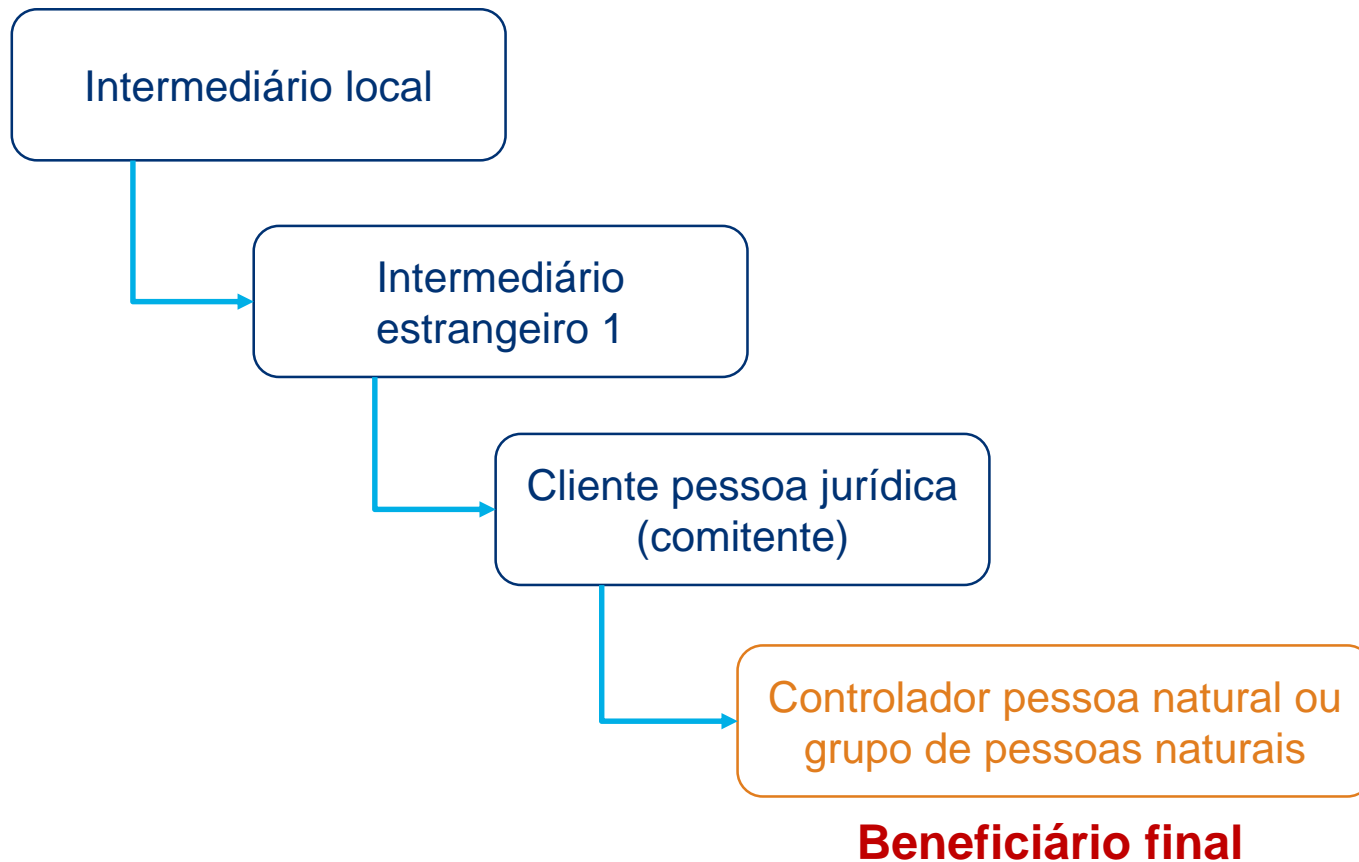 Intermediário local
Intermediário
estrangeiro 1
Cliente pessoa jurídica
(comitente)
Controlador pessoa natural ou
grupo de pessoas naturais
Beneficiário final